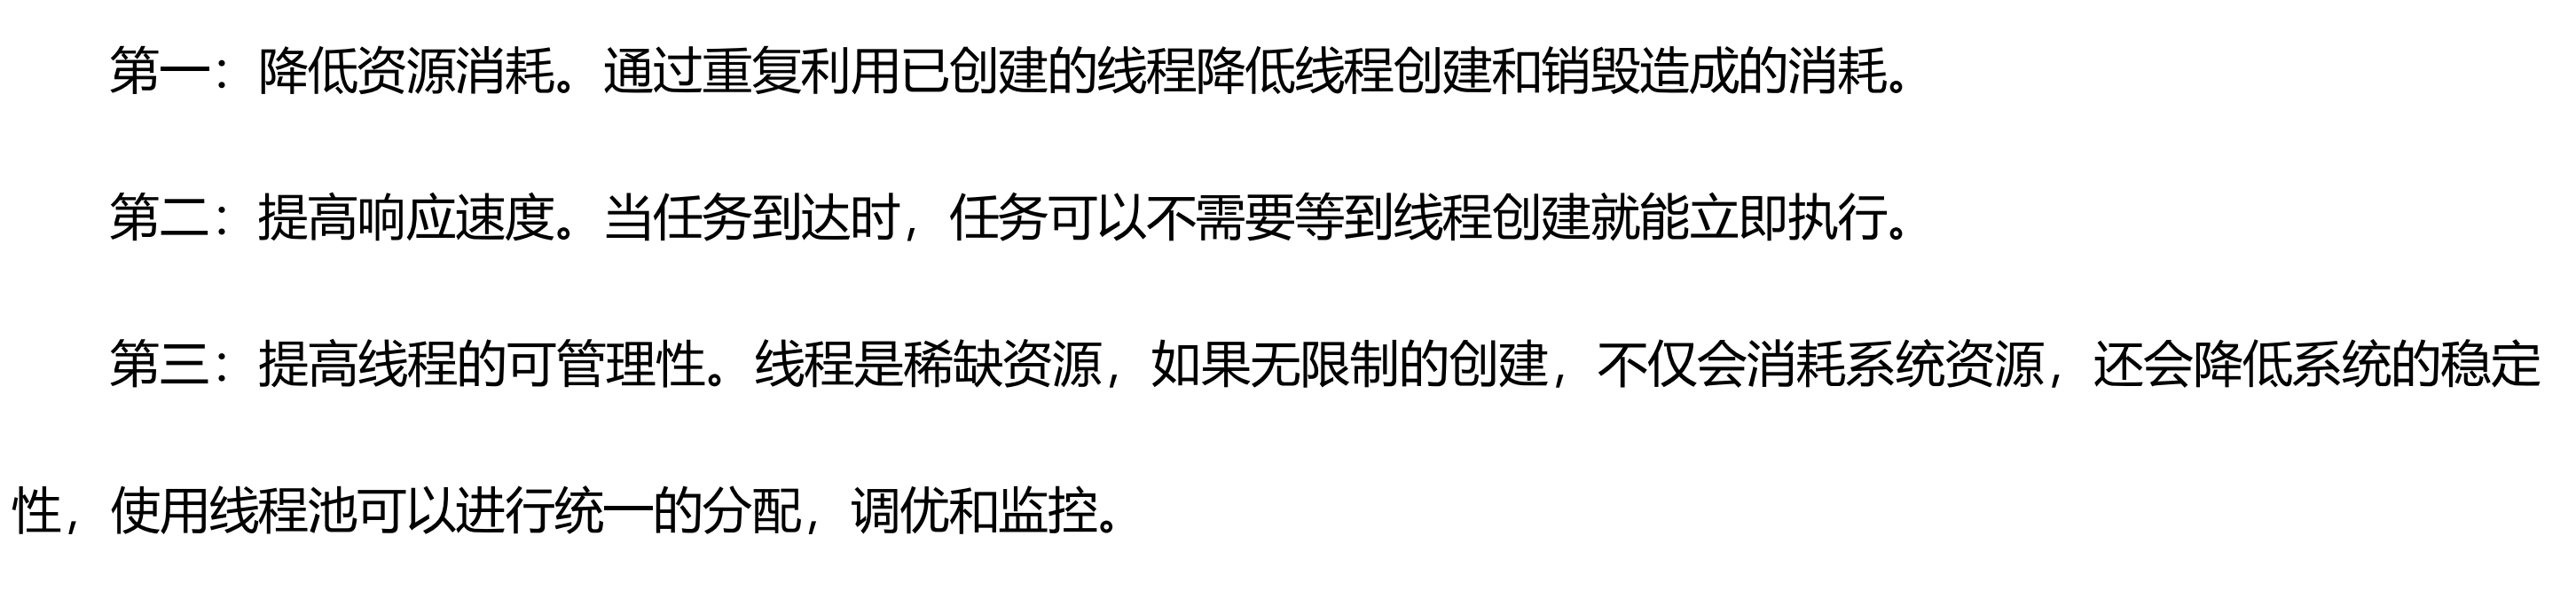 第一：降低资源消耗。通过重复利用已创建的线程降低线程创建和销毁造成的消耗。
第二：提高响应速度。当任务到达时，任务可以不需要等到线程创建就能立即执行。
第三：提高线程的可管理性。线程是稀缺资源，如果无限制的创建，不仅会消耗系统资源，还会降低系统的稳定
性，使用线程池可以进行统一的分配，调优和监控。